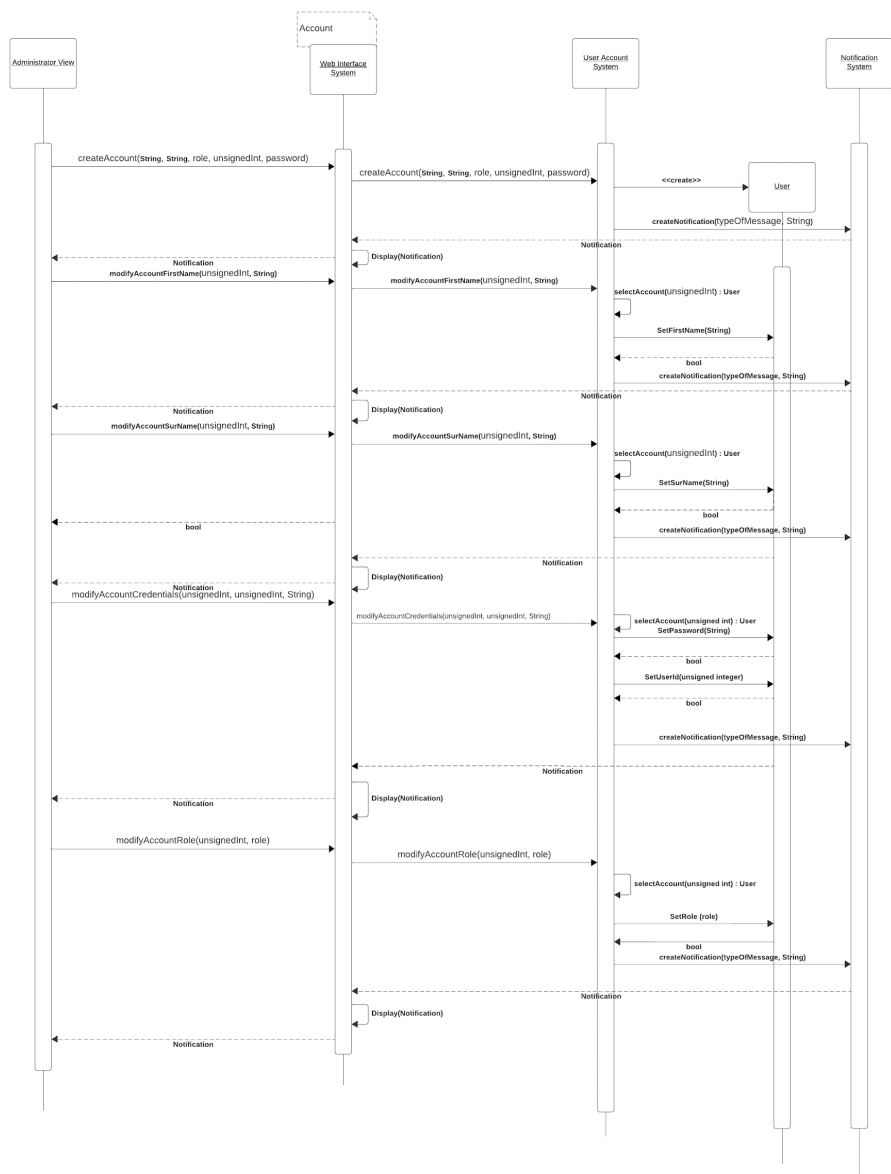 Account
Administrator View
Web Interface
System
User Account
System
Notification
System
createAccount(String, String, role, unsignedInt, password)
createAccount(String, String, role, unsignedInt, password)
<<create>>
User
createNotification(typeOfMessage, String)
Notification
Display(Notification)
Notification
modifyAccountFirstName(unsignedInt, String)
modifyAccountFirstName(unsignedInt, String)
selectAccount(unsignedInt) : User
SetFirstName(String)
bool
createNotification(typeOfMessage, String)
Notification
Notification
Display(Notification)
modifyAccountSurName(unsignedInt, String)
modifyAccountSurName(unsignedInt, String)
selectAccount(unsignedInt) : User
SetSurName(String)
bool
bool
createNotification(typeOfMessage, String)
Notification
Display(Notification)
Notification
modifyAccountCredentials(unsignedInt, unsignedInt, String)
modifyAccountCredentials(unsignedInt, unsignedInt, String)
selectAccount(unsigned int) : User
SetPassword(String)
bool
SetUserId(unsigned integer)
bool
createNotification(typeOfMessage, String)
Notification
Display(Notification)
Notification
modifyAccountRole(unsignedInt, role)
modifyAccountRole(unsignedInt, role)
selectAccount(unsigned int) : User
SetRole (role)
bool
createNotification(typeOfMessage, String)
Notification
Display(Notification)
Notification